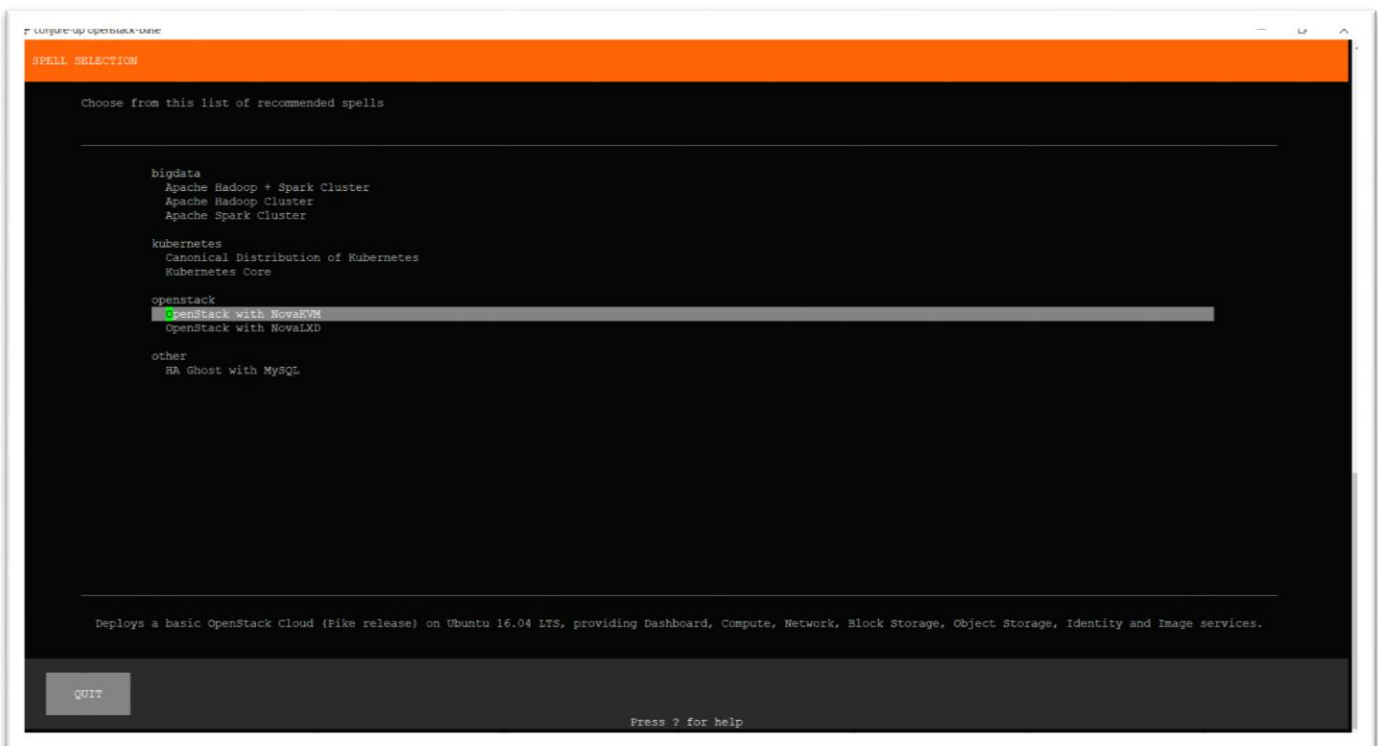 conjure-up openstack-base
SPELL SELECTION
Choose from this list of recommended spells
bigdata
Apache Hadoop + Spark Cluster
Apache Hadoop Cluster
Apache Spark Cluster
kubernetes
Canonical Distribution of Kubernetes
Kubernetes Core
openstack
OpenStack with NovaKVM
OpenStack with NovaLXD
other
HA Ghost with MySQL
Deploys a basic OpenStack Cloud (Pike release) on Ubuntu 16.04 LTS, providing Dashboard, Compute, Network, Block Storage, Object Storage, Identity and Image services.
QUIT
Press ? for help